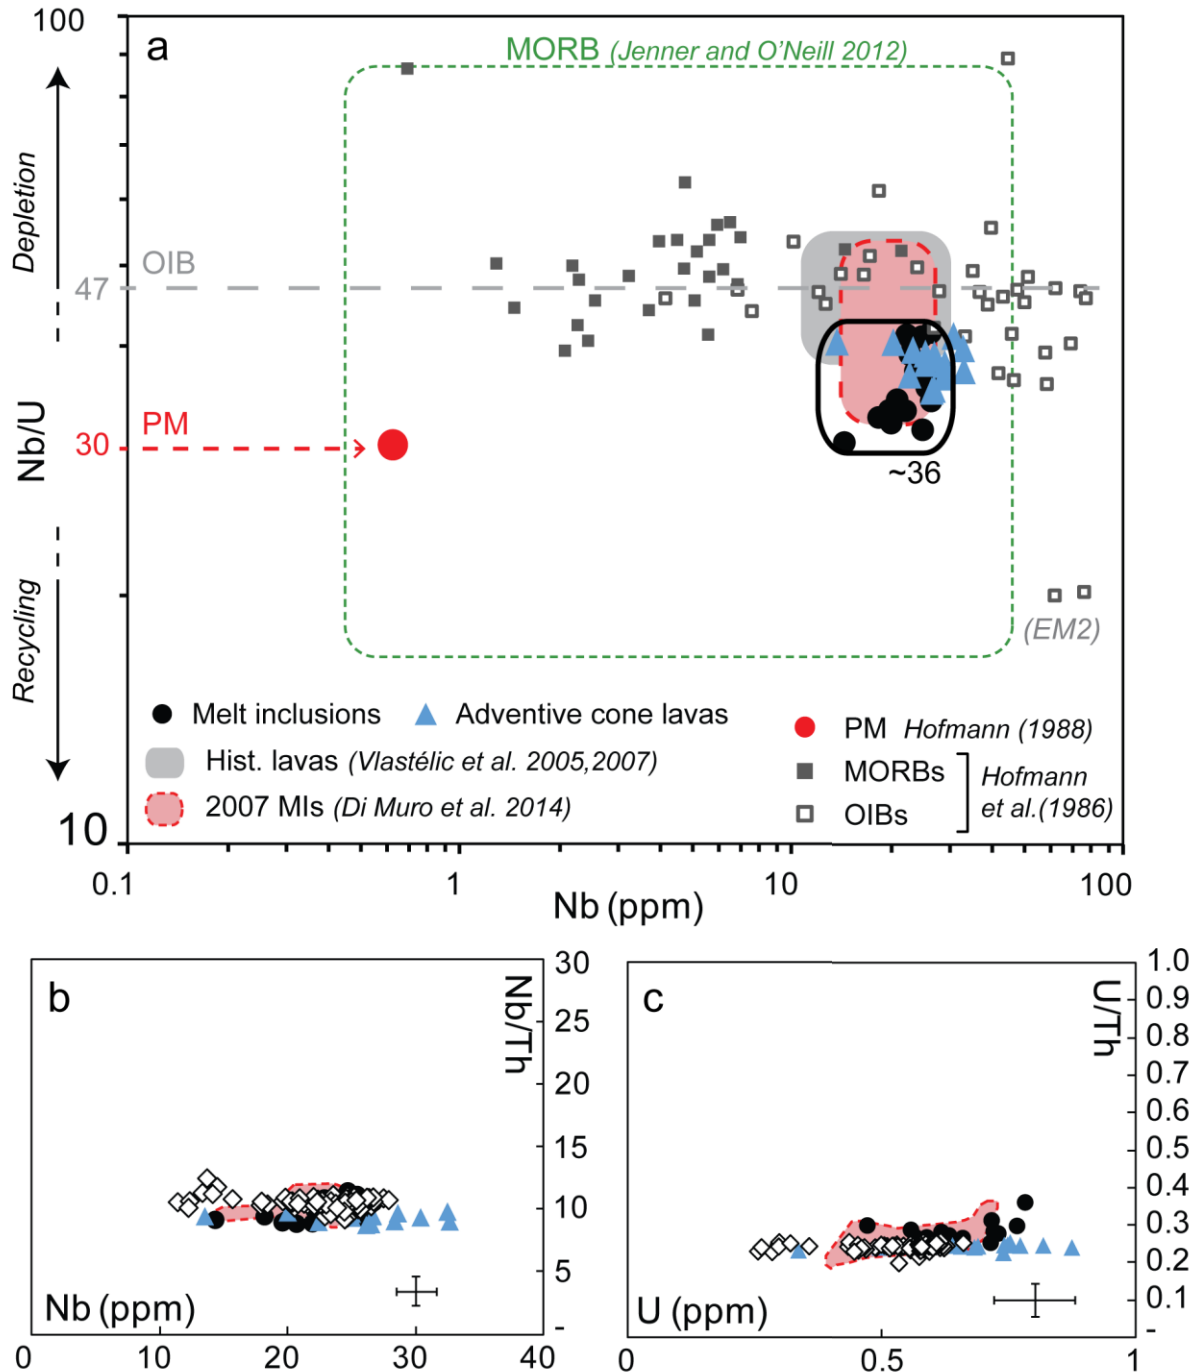 100
a
MORB (Jenner and O'Neill 2012)
Depletion
OIB
47
Nb/U
PM
30
~36
Recycling
(EM2)
Melt inclusions
Adventive cone lavas
PM Hofmann (1988)
Hist. lavas (Vlastélic et al. 2005,2007)
MORBs
Hofmann
et al.(1986)
2007 MIs (Di Muro et al. 2014)
OIBs
10
0.1
1
10
100
Nb (ppm)
b
Nb/Th
30
25
20
15
10
5
-
Nb (ppm)
0
10
20
30
40
c
U/Th
1.0
0.9
0.8
0.7
0.6
0.5
0.4
0.3
0.2
0.1
-
U (ppm)
0
0.5
1